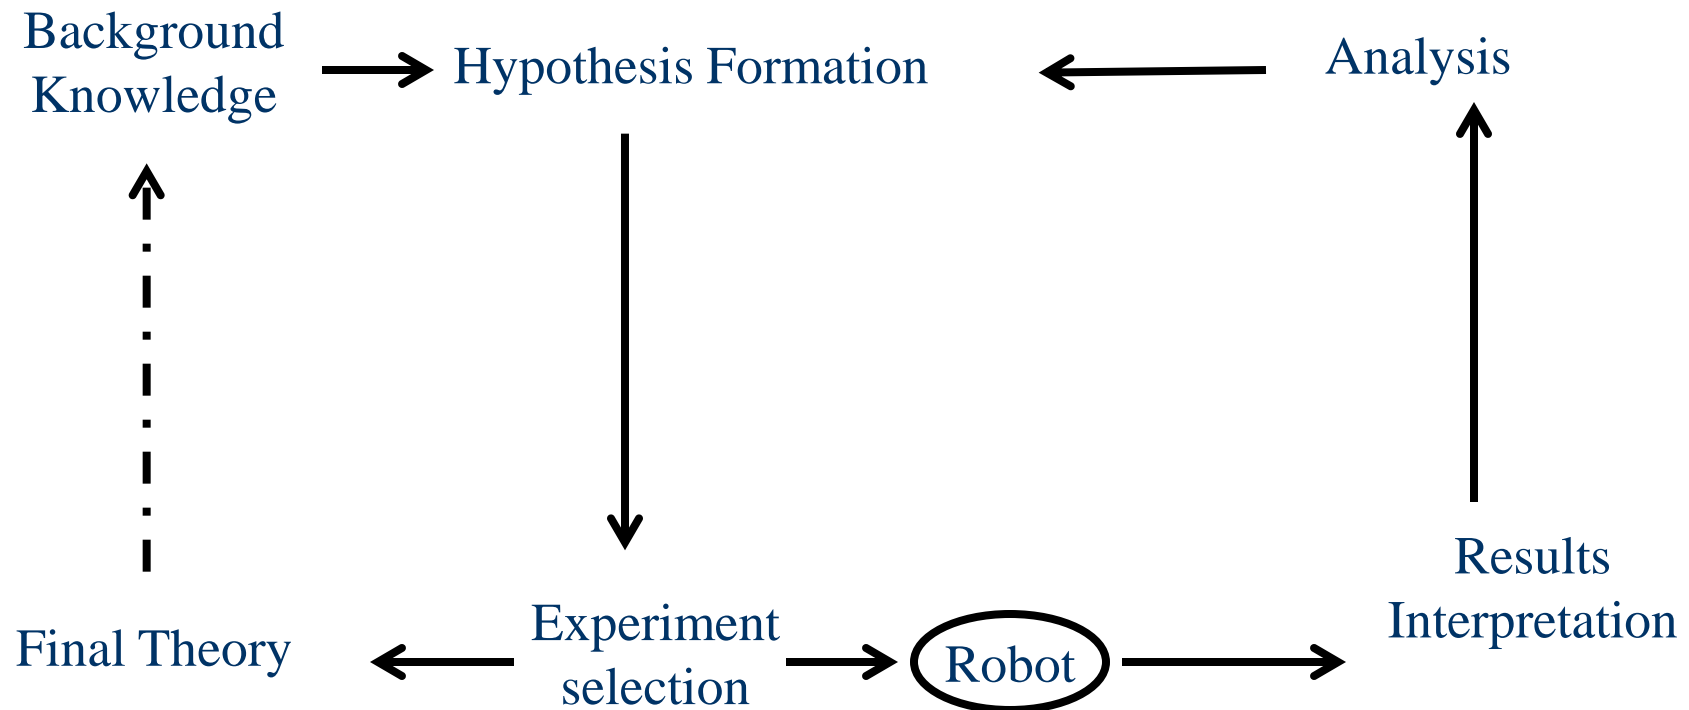 Background
Knowledge
Hypothesis Formation
Analysis
Results
Interpretation
Final Theory
Experiment
selection
Robot